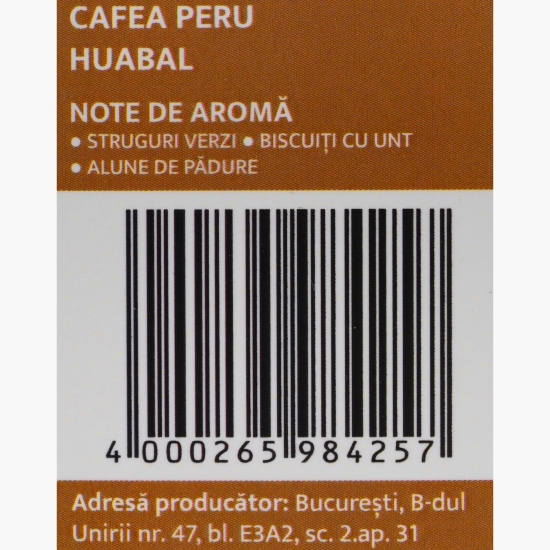 CAFEA PERU
HUABAL
NOTE DE AROMĂ
• STRUGURI VERZI • BISCUIȚI CU UNT
• ALUNE DE PĂDURE
4 000265 984257
Adresă producător: București, B-dul
Unirii nr. 47, bl. E3A2, sc. 2.ap. 31